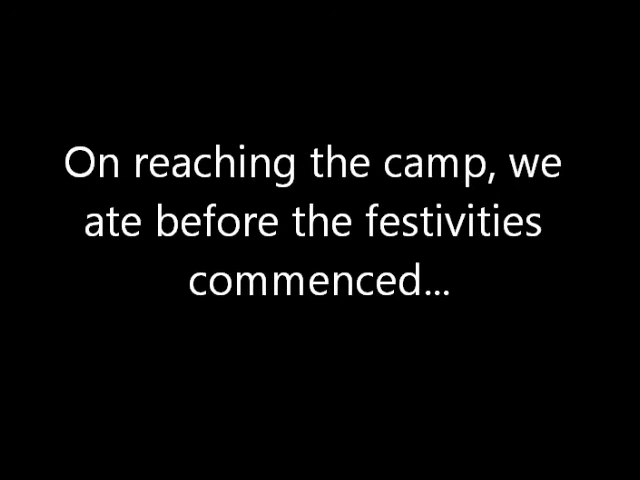 On reaching the camp, we
ate before the festivities
commenced...